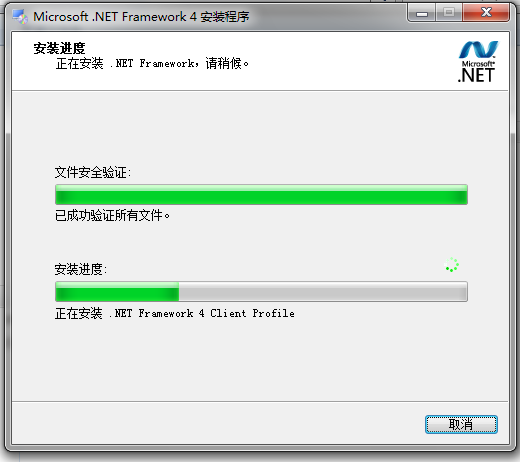 Microsoft .NET Framework 4 安装程序
安装进度
正在安装 .NET Framework，请稍候。
Microsoft®
.NET
文件安全验证:
已成功验证所有文件。
安装进度:
正在安装 .NET Framework 4 Client Profile
取消